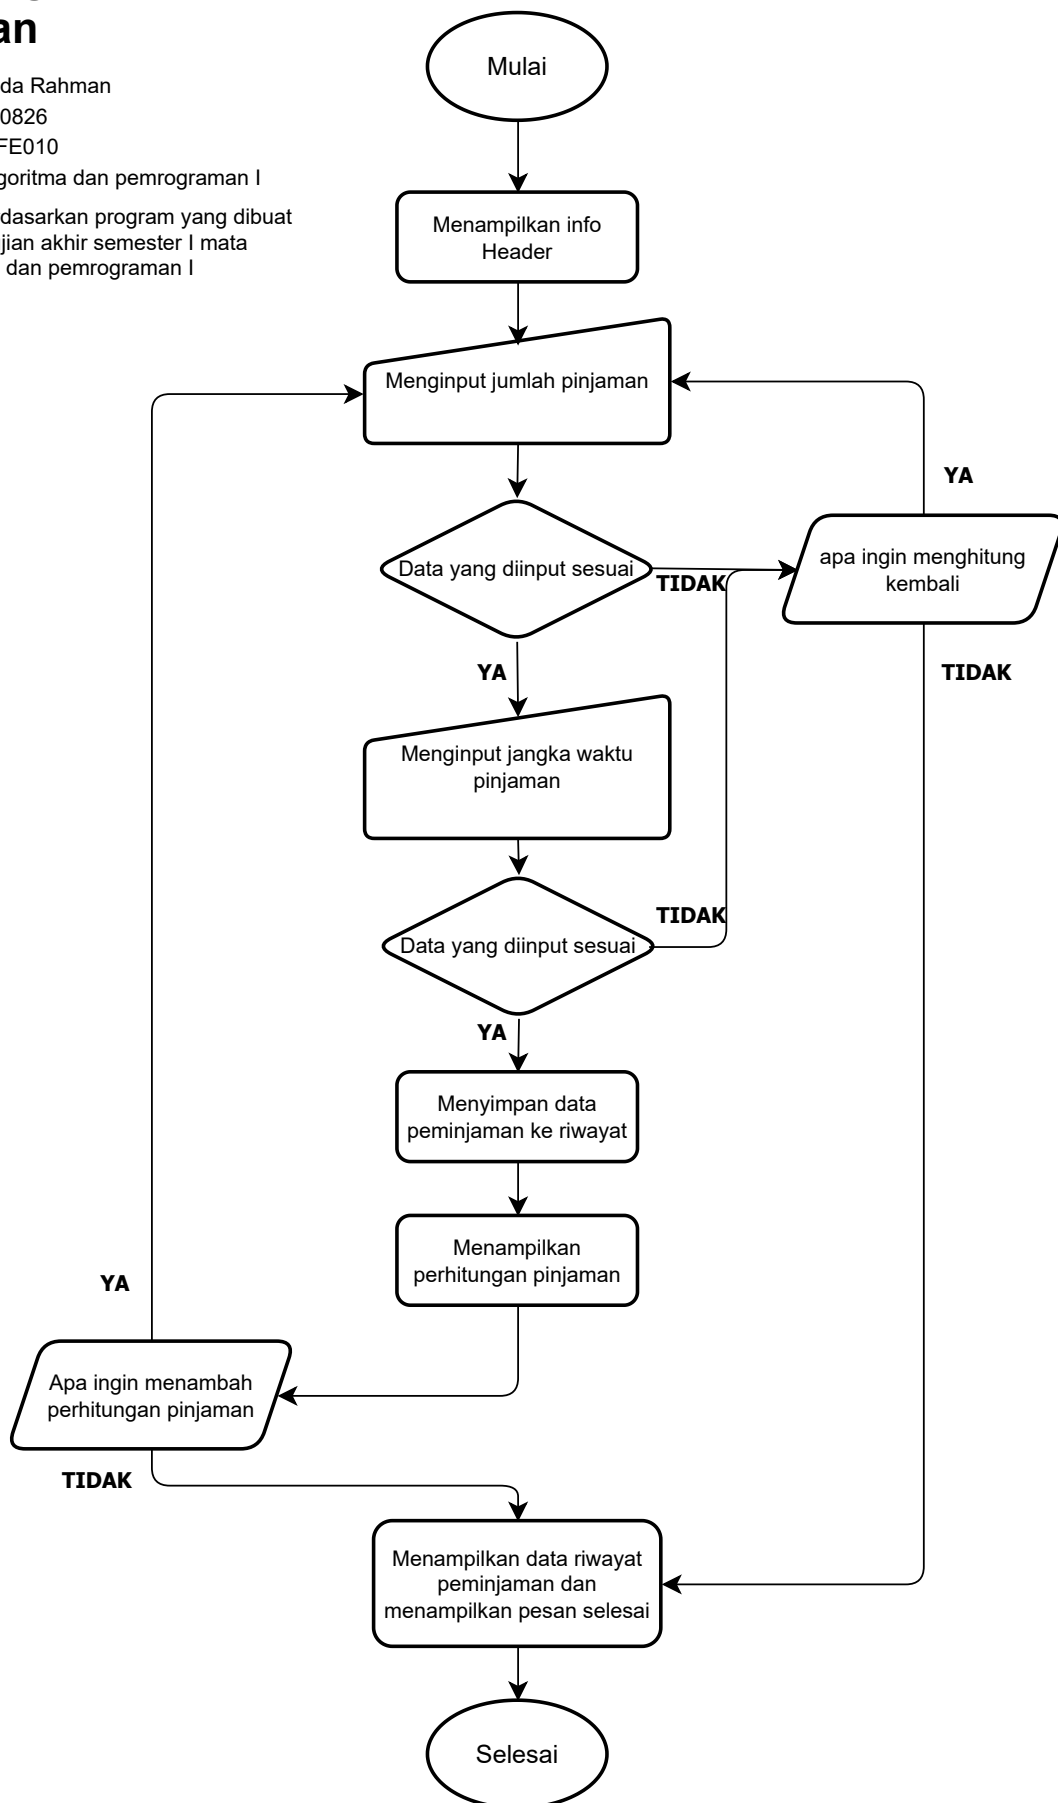 an
da Rahman
0826
FE010
goritma dan pemrograman I
dasarkan program yang dibuat
jian akhir semester I mata
dan pemrograman I
Mulai
Menampilkan info
Header
Menginput jumlah pinjaman
YA
Data yang diinput sesuai
TIDAK
apa ingin menghitung
kembali
YA
TIDAK
Menginput jangka waktu
pinjaman
TIDAK
Data yang diinput sesuai
YA
Menyimpan data
peminjaman ke riwayat
Menampilkan
perhitungan pinjaman
YA
Apa ingin menambah
perhitungan pinjaman
TIDAK
Menampilkan data riwayat
peminjaman dan
menampilkan pesan selesai
Selesai